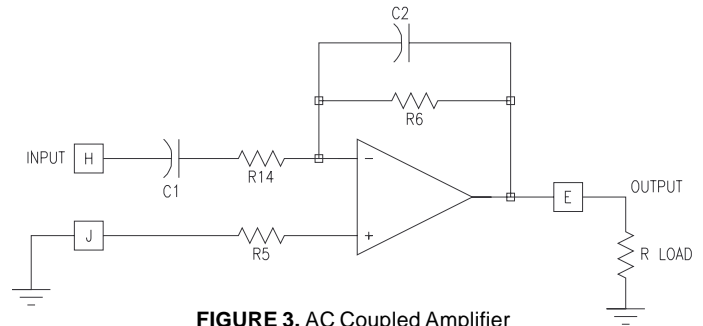 C2
R6
INPUT H
C1
R14
−
E
OUTPUT
J
R5
+
R LOAD
FIGURE 3. AC Coupled Amplifier